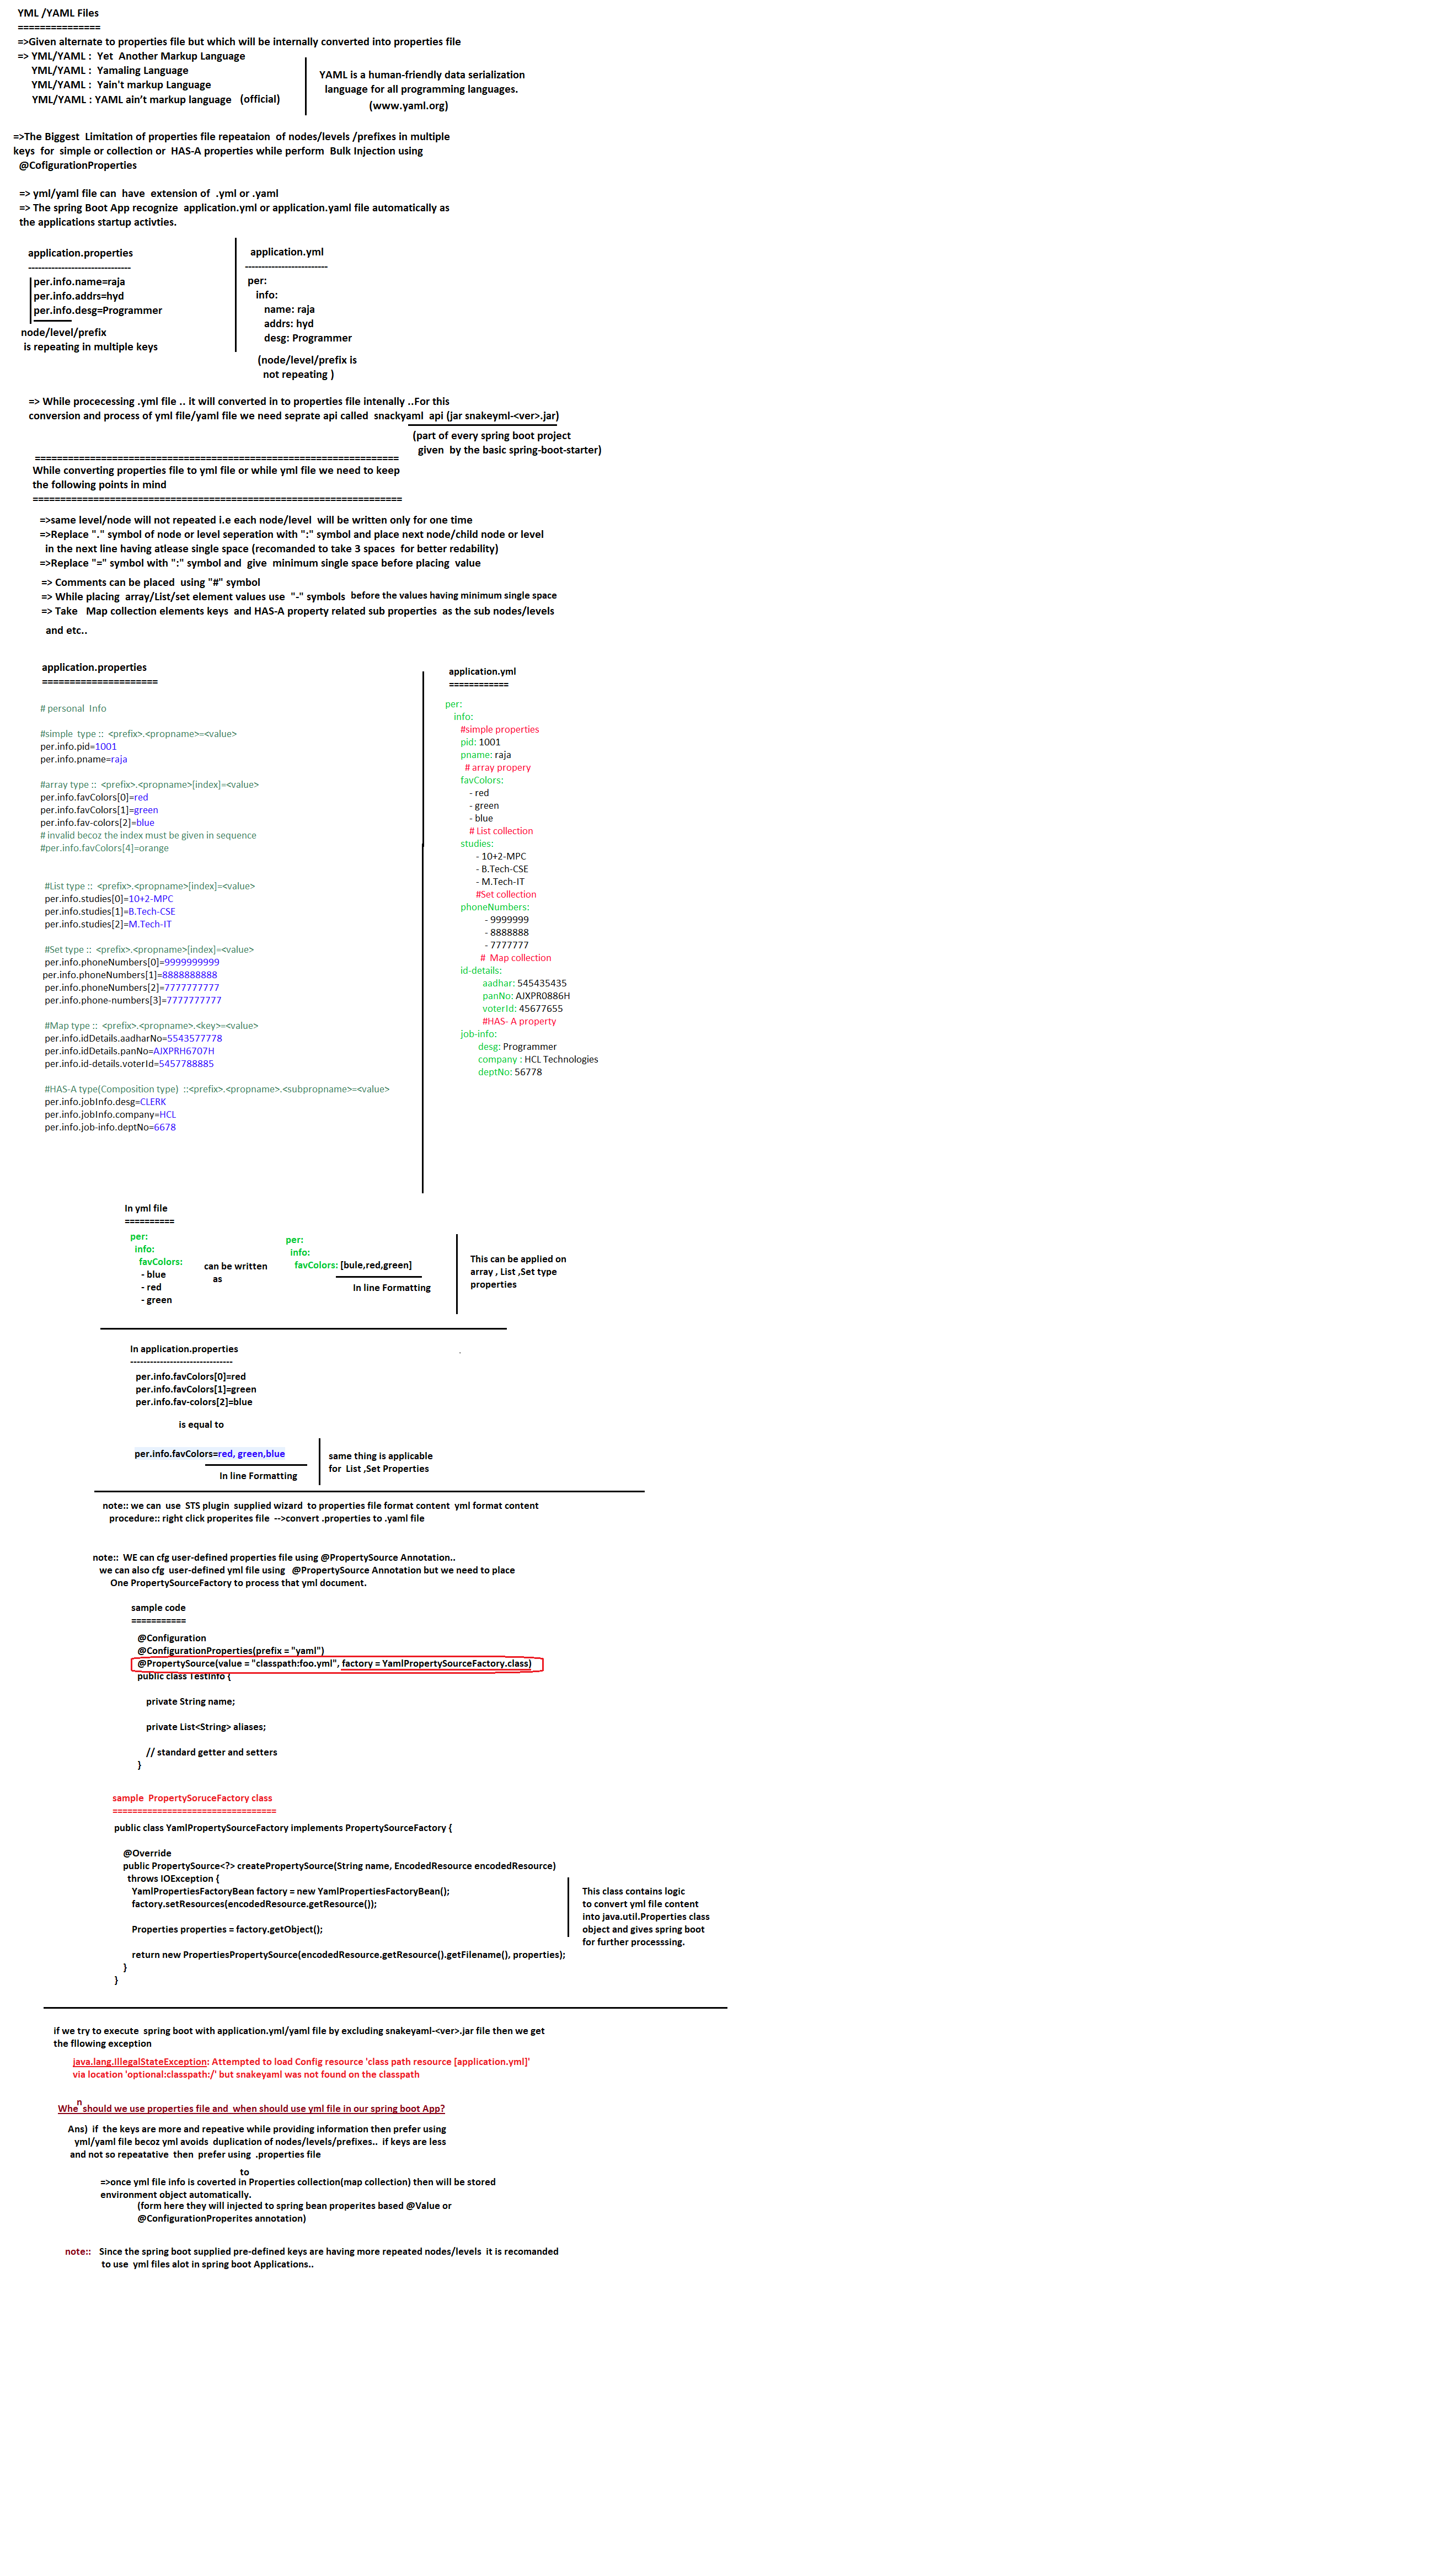 YML /YAML Files
===============
=>Given alternate to properties file but which will be internally converted into properties file
=> YML/YAML :  Yet  Another Markup Language
YML/YAML :  Yamaling Language
YML/YAML :  Yain't markup Language
YML/YAML : YAML ain't markup language   (official)
YAML is a human-friendly data serialization
language for all programming languages.
(www.yaml.org)
=>The Biggest  Limitation of properties file repeataion  of nodes/levels /prefixes in multiple
keys  for  simple or collection or  HAS-A properties while perform  Bulk Injection using
@CofigurationProperties
=> yml/yaml file can  have  extension of  .yml or .yaml
=> The spring Boot App recognize  application.yml or application.yaml file automatically as
the applications startup activties.
application.properties
-------------------------------
per.info.name=raja
per.info.addrs=hyd
per.info.desg=Programmer
node/level/prefix
is repeating in multiple keys
application.yml
-------------------------
per:
info:
name: raja
addrs: hyd
desg: Programmer
(node/level/prefix is
not repeating )
=> While procecessing .yml file .. it will converted in to properties file intenally ..For this
conversion and process of yml file/yaml file we need seprate api called  snackyaml  api (jar snakeyml-<ver>.jar)
(part of every spring boot project
given  by the basic spring-boot-starter)
==================================================================
While converting properties file to yml file or while yml file we need to keep
the following points in mind
===================================================================
=>same level/node will not repeated i.e each node/level  will be written only for one time
=>Replace "." symbol of node or level seperation with ":" symbol and place next node/child node or level
in the next line having atlease single space (recomanded to take 3 spaces  for better redability)
=>Replace "=" symbol with ":" symbol and  give  minimum single space before placing  value
=> Comments can be placed  using "#" symbol
=> While placing  array/List/set element values use  "-" symbols  before the values having minimum single space
=> Take   Map collection elements keys  and HAS-A property related sub properties  as the sub nodes/levels
and etc..
application.properties
=====================
# personal  Info
#simple  type ::  <prefix>.<propname>=<value>
per.info.pid=1001
per.info.pname=raja
#array type ::  <prefix>.<propname>[index]=<value>
per.info.favColors[0]=red
per.info.favColors[1]=green
per.info.fav-colors[2]=blue
# invalid becoz the index must be given in sequence
#per.info.favColors[4]=orange
#List type ::  <prefix>.<propname>[index]=<value>
per.info.studies[0]=10+2-MPC
per.info.studies[1]=B.Tech-CSE
per.info.studies[2]=M.Tech-IT
#Set type ::  <prefix>.<propname>[index]=<value>
per.info.phoneNumbers[0]=9999999999
per.info.phoneNumbers[1]=8888888888
per.info.phoneNumbers[2]=7777777777
per.info.phone-numbers[3]=7777777777
#Map type ::  <prefix>.<propname>.<key>=<value>
per.info.idDetails.aadharNo=5543577778
per.info.idDetails.panNo=AJXPRH6707H
per.info.id-details.voterId=5457788885
#HAS-A type(Composition type)  ::<prefix>.<propname>.<subpropname>=<value>
per.info.jobInfo.desg=CLERK
per.info.jobInfo.company=HCL
per.info.job-info.deptNo=6678
application.yml
============
per:
info:
#simple properties
pid: 1001
pname: raja
# array propery
favColors:
- red
- green
- blue
# List collection
studies:
- 10+2-MPC
- B.Tech-CSE
- M.Tech-IT
#Set collection
phoneNumbers:
- 9999999
- 8888888
- 7777777
#  Map collection
id-details:
aadhar: 545435435
panNo: AJXPR0886H
voterId: 45677655
#HAS- A property
job-info:
desg: Programmer
company : HCL Technologies
deptNo: 56778
In yml file
==========
per:
info:
favColors:
- blue
- red
- green
can be written
as
per:
info:
favColors: [bule,red,green]
In line Formatting
This can be applied on
array , List ,Set type
properties
In application.properties
-------------------------------
per.info.favColors[0]=red
per.info.favColors[1]=green
per.info.fav-colors[2]=blue
is equal to
per.info.favColors=red, green,blue
In line Formatting
same thing is applicable
for  List ,Set Properties
note:: we can  use  STS plugin  supplied wizard  to properties file format content  yml format content
procedure:: right click properites file  -->convert .properties to .yaml file
note::  WE can cfg user-defined properties file using @PropertySource Annotation..
we can also cfg  user-defined yml file using   @PropertySource Annotation but we need to place
One PropertySourceFactory to process that yml document.
sample code
===========
@Configuration
@ConfigurationProperties(prefix = "yaml")
@PropertySource(value = "classpath:foo.yml", factory = YamlPropertySourceFactory.class)
public class TestInfo {
private String name;
private List<String> aliases;
// standard getter and setters
}
sample  PropertySoruceFactory class
=================================
public class YamlPropertySourceFactory implements PropertySourceFactory {
@Override
public PropertySource<?> createPropertySource(String name, EncodedResource encodedResource)
throws IOException {
YamlPropertiesFactoryBean factory = new YamlPropertiesFactoryBean();
factory.setResources(encodedResource.getResource());
Properties properties = factory.getObject();
return new PropertiesPropertySource(encodedResource.getResource().getFilename(), properties);
}
}
This class contains logic
to convert yml file content
into java.util.Properties class
object and gives spring boot
for further processsing.
if we try to execute  spring boot with application.yml/yaml file by excluding snakeyaml-<ver>.jar file then we get
the fllowing exception
java.lang.IllegalStateException: Attempted to load Config resource 'class path resource [application.yml]'
via location 'optional:classpath:/' but snakeyaml was not found on the classpath
When should we use properties file and  when should use yml file in our spring boot App?
Ans)  if  the keys are more and repeative while providing information then prefer using
yml/yaml file becoz yml avoids  duplication of nodes/levels/prefixes..  if keys are less
and not so repeatative  then  prefer using  .properties file
to
=>once yml file info is coverted in Properties collection(map collection) then will be stored
environment object automatically.
(form here they will injected to spring bean properites based @Value or
@ConfigurationProperites annotation)
note::   Since the spring boot supplied pre-defined keys are having more repeated nodes/levels  it is recomanded
to use  yml files alot in spring boot Applications..